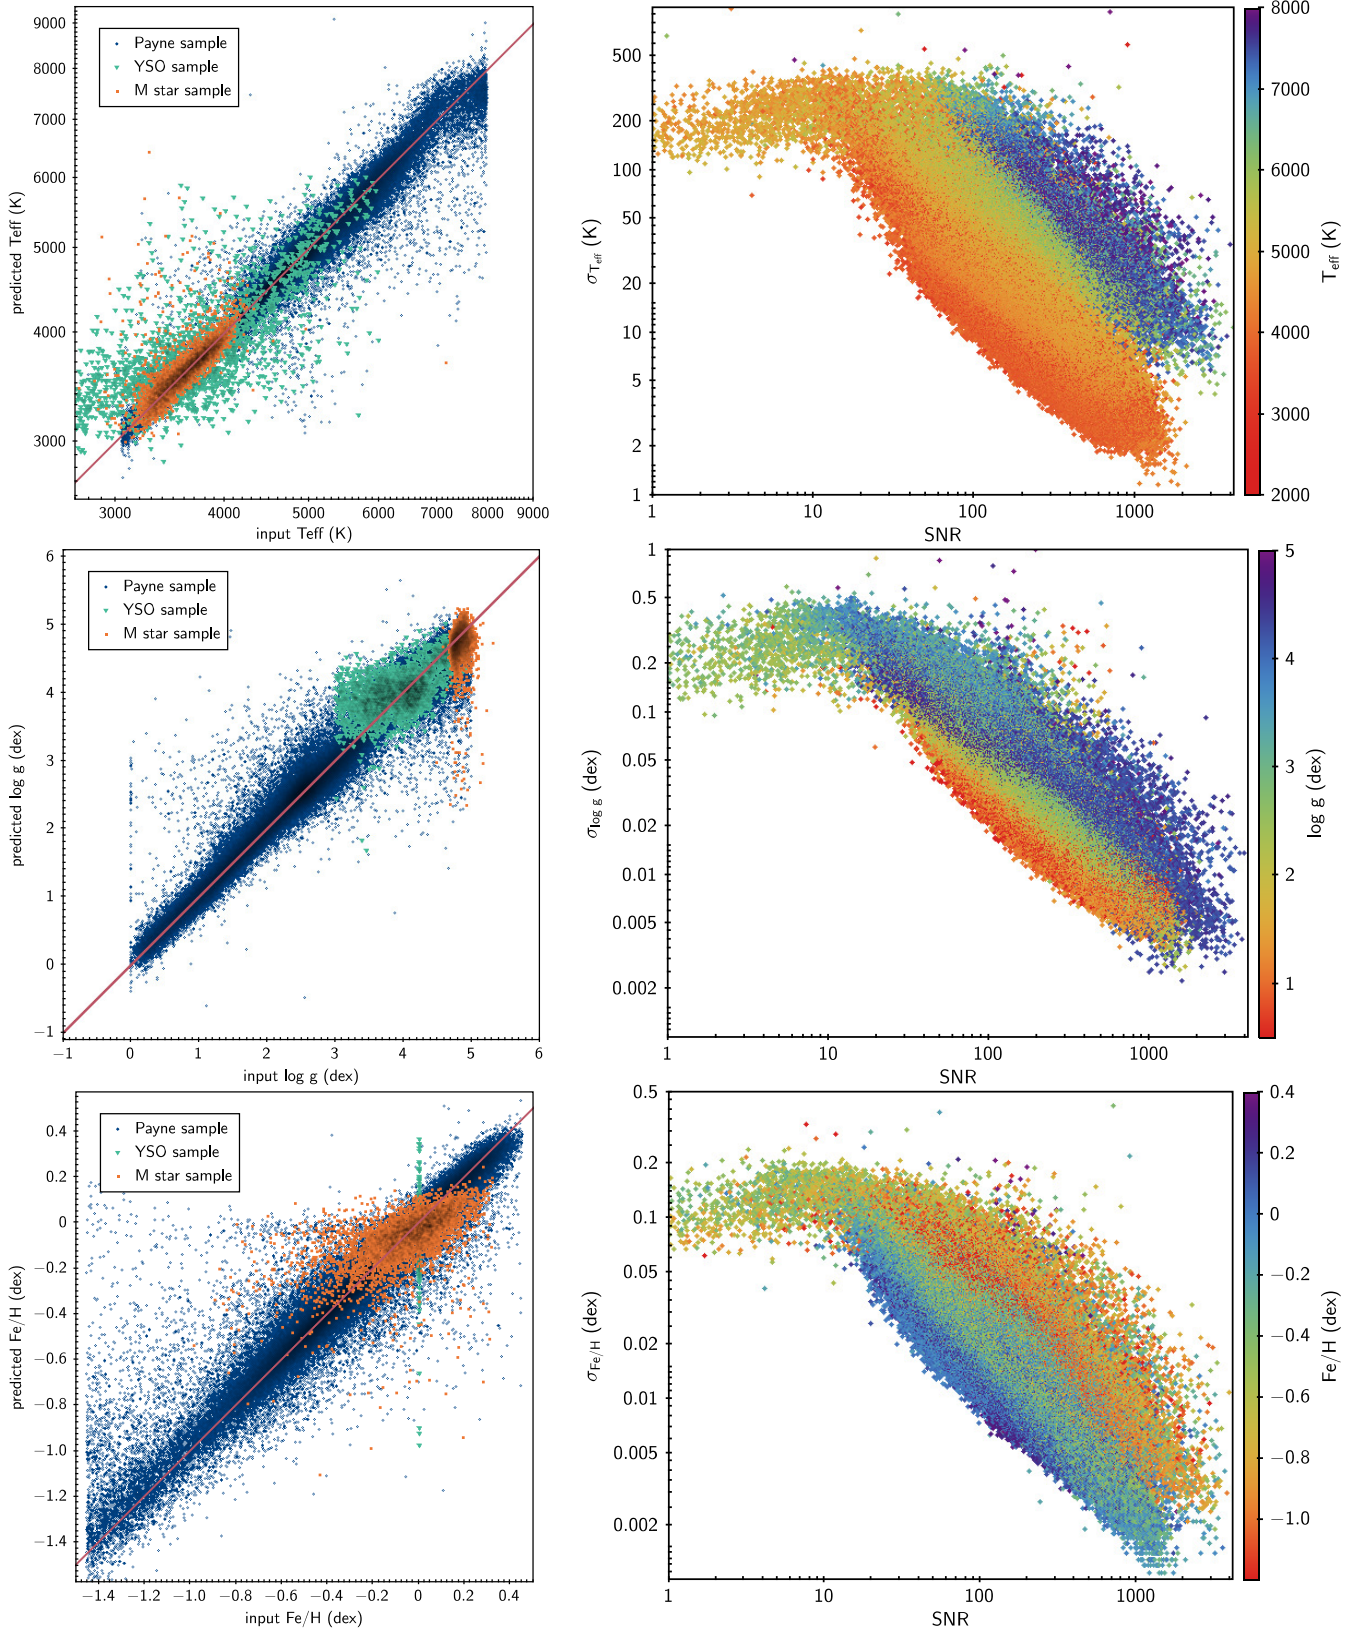 9000
8000
7000
6000
5000
4000
3000
predicted Teff (K)
Payne sample
YSO sample
M star sample
3000 4000 5000 6000 7000 8000 9000
input Teff (K)
500
200
100
50
20
10
5
2
1
σTeff (K)
1 10 100 1000
SNR
8000
7000
6000
5000
4000
3000
2000
Teff (K)
6
5
4
3
2
1
0
−1
predicted log g (dex)
Payne sample
YSO sample
M star sample
−1 0 1 2 3 4 5 6
input log g (dex)
1
0.5
0.2
0.1
0.05
0.02
0.01
0.005
0.002
σlog g (dex)
1 10 100 1000
SNR
5
4
3
2
1
log g (dex)
0.4
0.2
0
−0.2
−0.4
−0.6
−0.8
−1.0
−1.2
−1.4
predicted Fe/H (dex)
Payne sample
YSO sample
M star sample
−1.4 −1.2 −1.0 −0.8 −0.6 −0.4 −0.2 0 0.2 0.4
input Fe/H (dex)
0.5
0.2
0.1
0.05
0.02
0.01
0.005
0.002
σFe/H (dex)
1 10 100 1000
SNR
0.4
0.2
0
−0.2
−0.4
−0.6
−0.8
−1.0
Fe/H (dex)